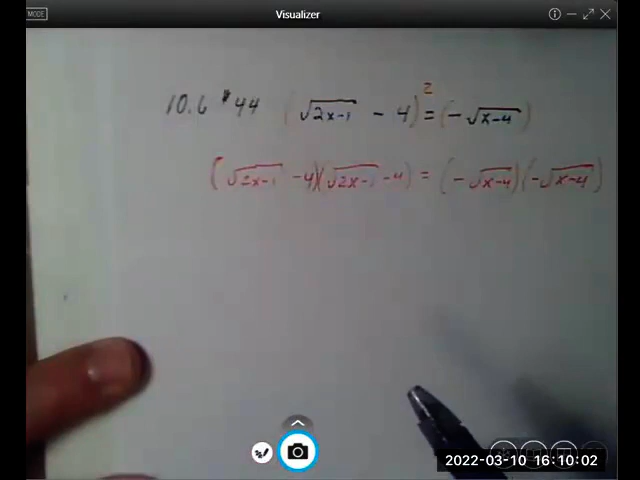 MODE
Visualizer
10.6 #44 (√2x-1 - 4)² = (-√x-4)
(√2x-1 - 4)(√2x-1 - 4) = (-√x-4)(-√x-4)
2022-03-10 16:10:02